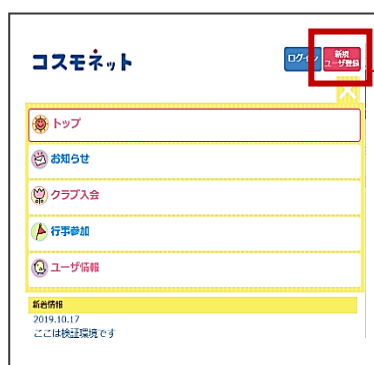 コスモネット
ログイン
新規
ユーザ登録
トップ
お知らせ
クラブ入会
行事参加
ユーザ情報
新着情報
2019.10.17
ここは検証環境です